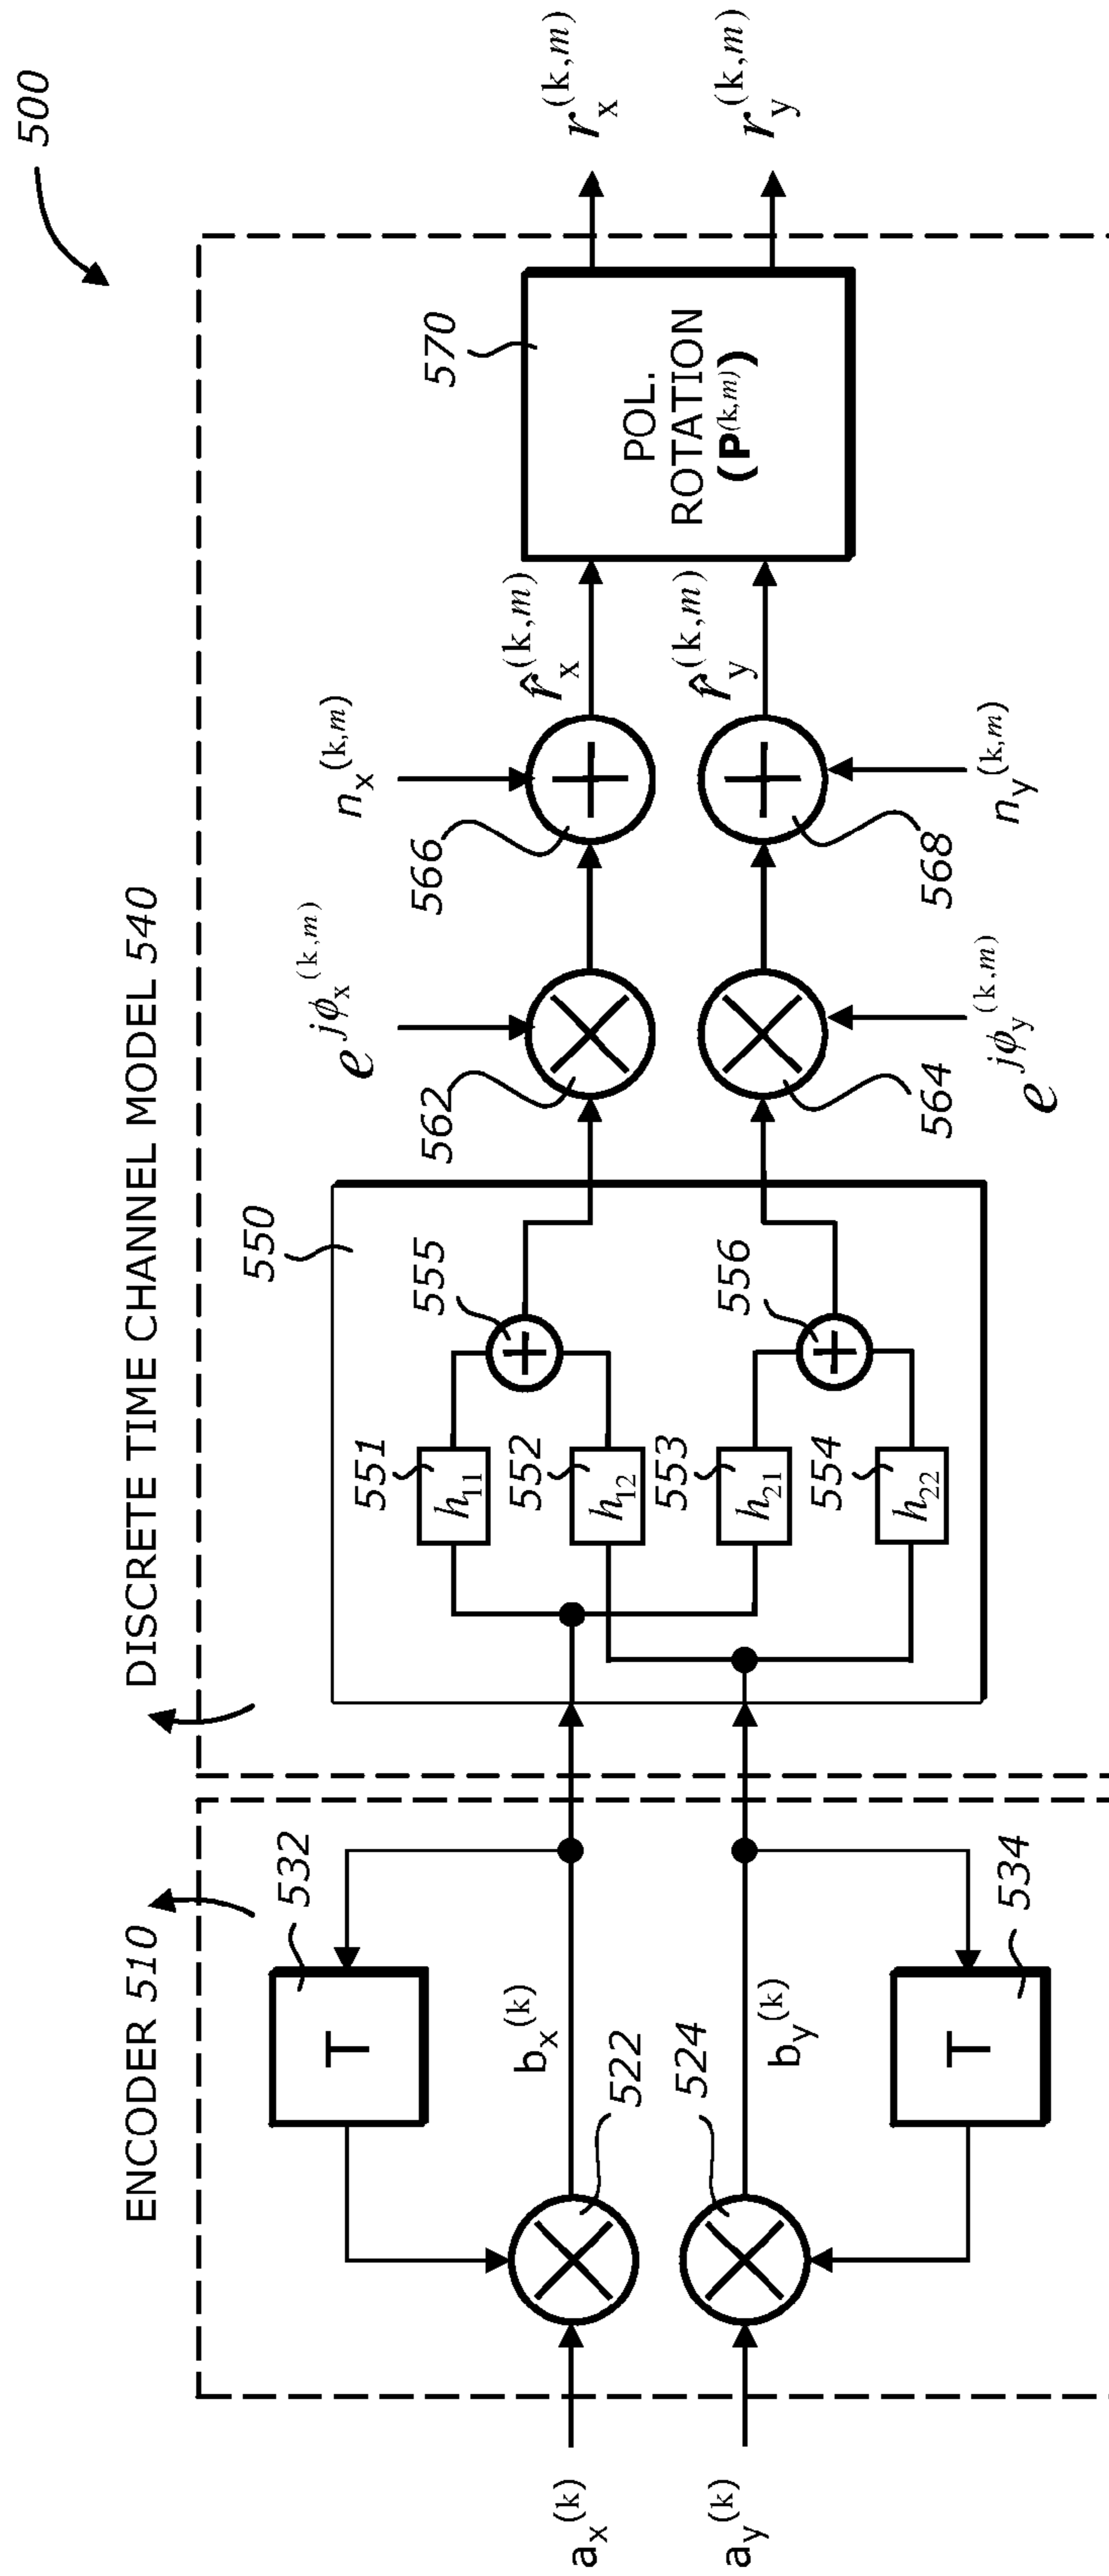 500
ENCODER 510
DISCRETE TIME CHANNEL MODEL 540
a_x^(k)
a_y^(k)
522
524
T
532
T
534
b_x^(k)
b_y^(k)
550
551
h_11
552
h_12
553
h_21
554
h_22
555
556
562
e^jϕ_x^(k,m)
564
e^jϕ_y^(k,m)
566
n_x^(k,m)
568
n_y^(k,m)
r̂_x^(k,m)
r̂_y^(k,m)
570
POL.
ROTATION
(P^(k,m))
r_x^(k,m)
r_y^(k,m)